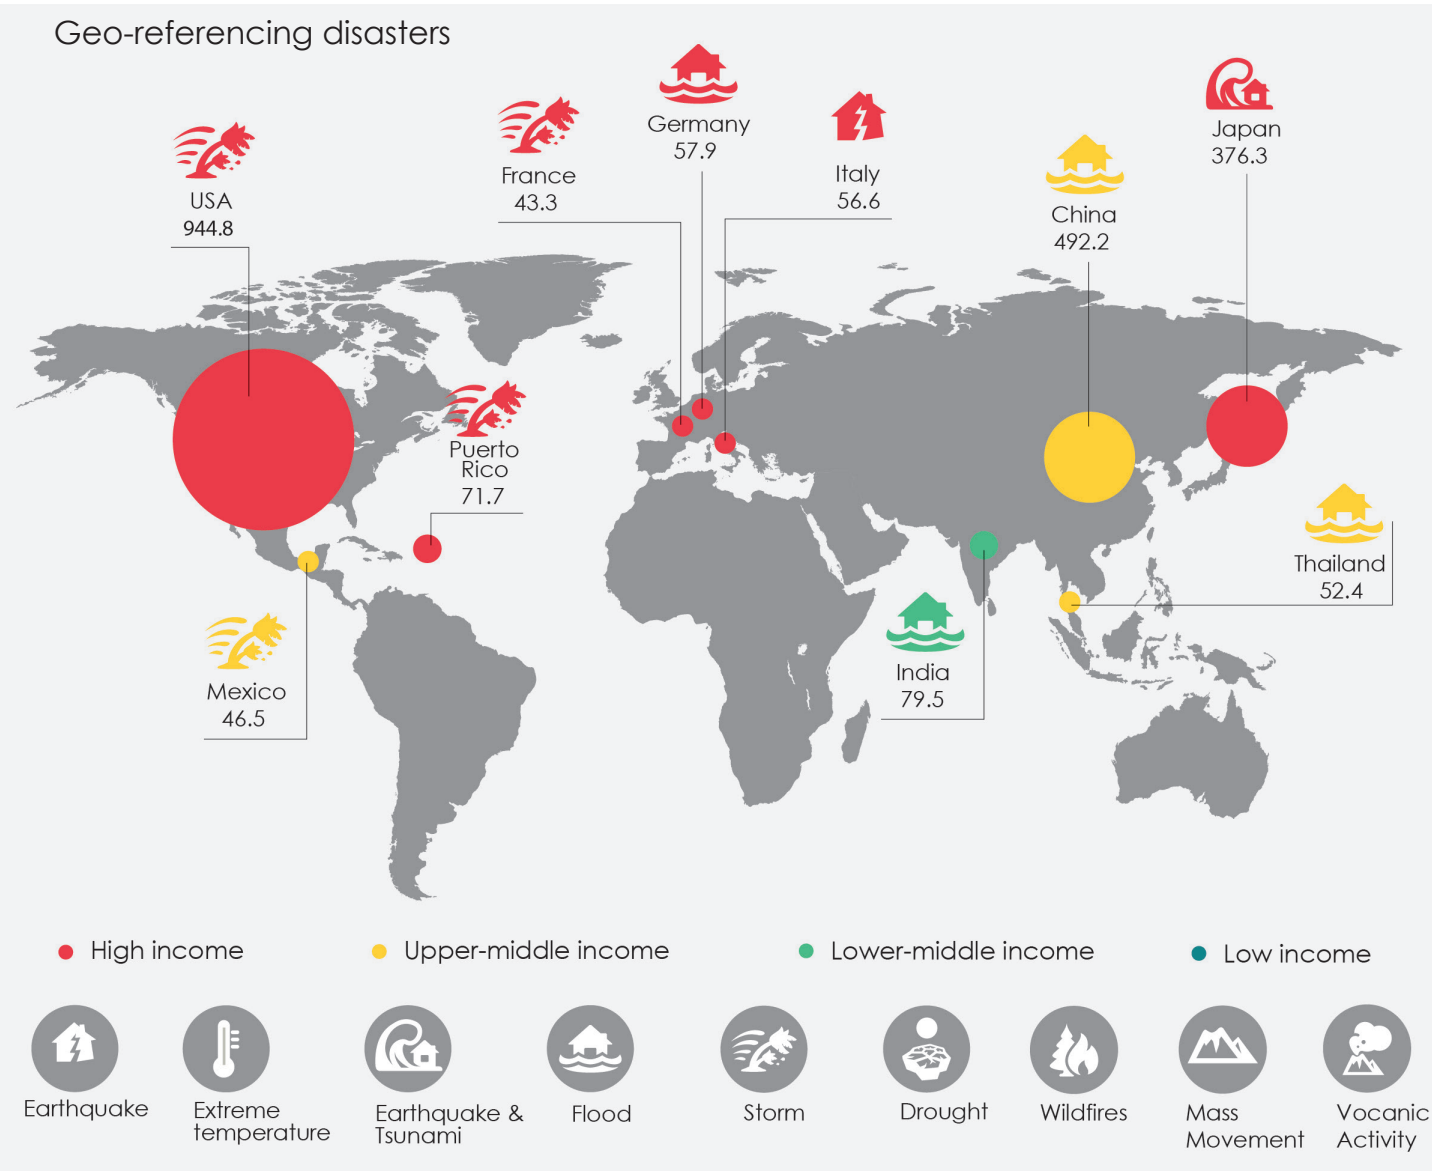 Geo-referencing disasters
USA
944.8
France
43.3
Germany
57.9
Italy
56.6
China
492.2
Japan
376.3
Puerto
Rico
71.7
Thailand
52.4
Mexico
46.5
India
79.5
High income
Upper-middle income
Lower-middle income
Low income
Earthquake
Extreme
temperature
Earthquake &
Tsunami
Flood
Storm
Drought
Wildfires
Mass
Movement
Vocanic
Activity